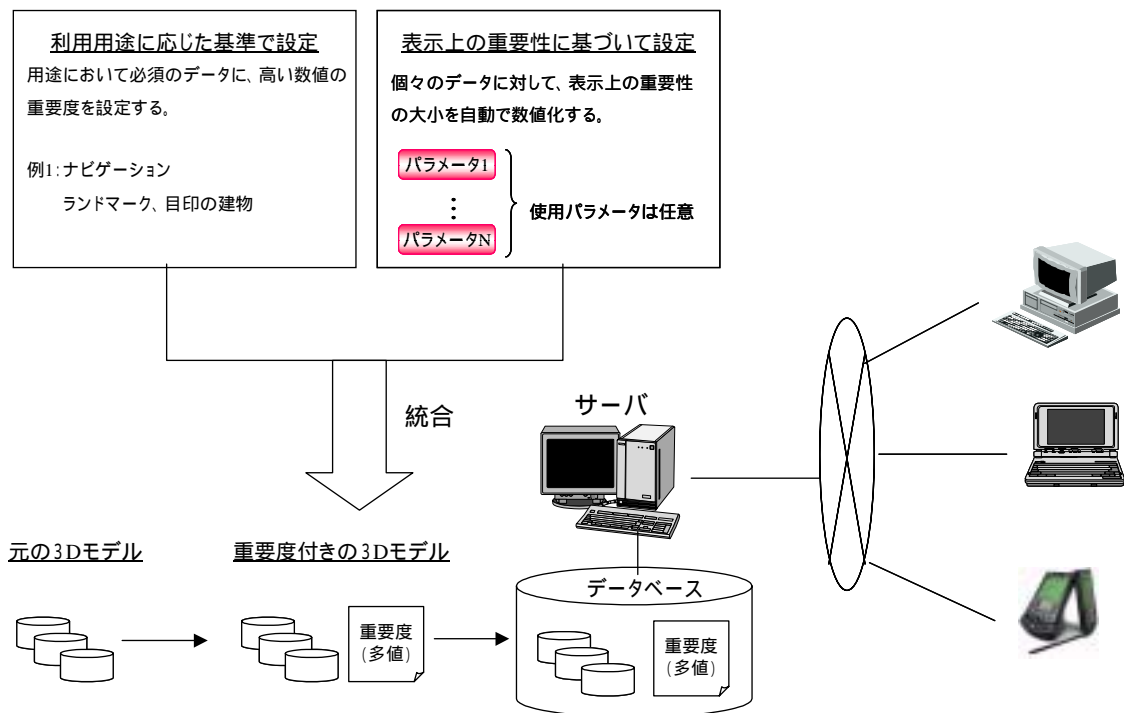 利用用途に応じた基準で設定
用途において必須のデータに、高い数値の
重要度を設定する。
例1:ナビゲーション
ランドマーク、目印の建物
表示上の重要性に基づいて設定
個々のデータに対して、表示上の重要性
の大小を自動で数値化する。
パラメータ1
⋮
パラメータN
使用パラメータは任意
統合
サーバ
元の3Dモデル
重要度付きの3Dモデル
重要度
(多値)
データベース
重要度
(多値)